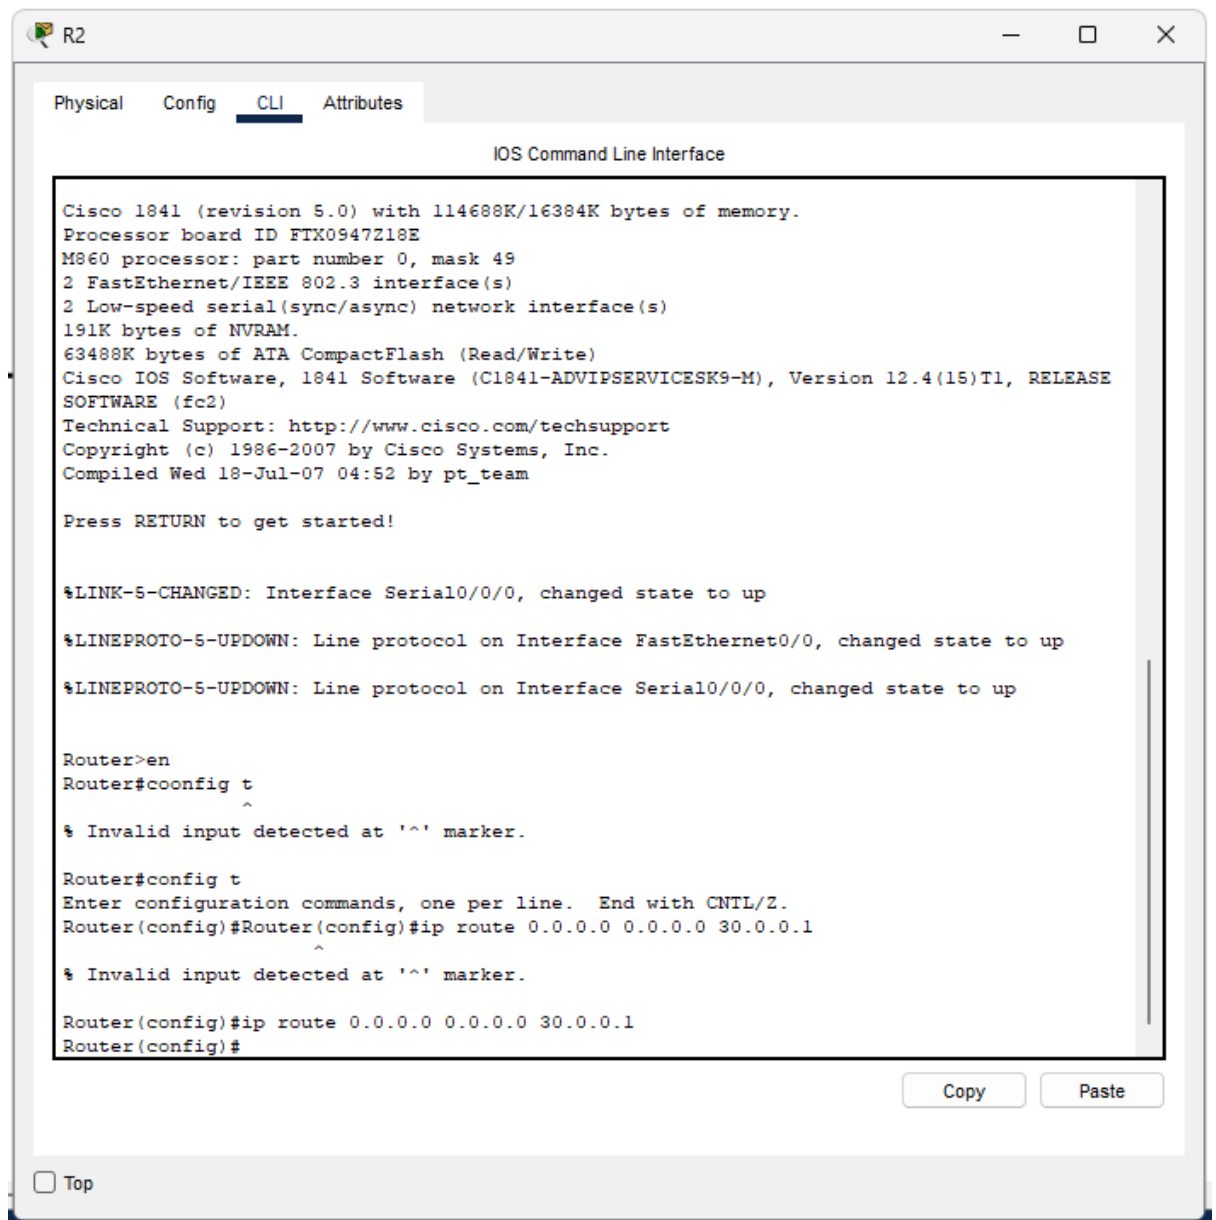 R2
Physical Config CLI Attributes
IOS Command Line Interface
Cisco 1841 (revision 5.0) with 114688K/16384K bytes of memory.
Processor board ID FTX0947Z18E
M860 processor: part number 0, mask 49
2 FastEthernet/IEEE 802.3 interface(s)
2 Low-speed serial(sync/async) network interface(s)
191K bytes of NVRAM.
63488K bytes of ATA CompactFlash (Read/Write)
Cisco IOS Software, 1841 Software (C1841-ADVIPSERVICESK9-M), Version 12.4(15)T1, RELEASE
SOFTWARE (fc2)
Technical Support: http://www.cisco.com/techsupport
Copyright (c) 1986-2007 by Cisco Systems, Inc.
Compiled Wed 18-Jul-07 04:52 by pt_team
Press RETURN to get started!
%LINK-5-CHANGED: Interface Serial0/0/0, changed state to up
%LINEPROTO-5-UPDOWN: Line protocol on Interface FastEthernet0/0, changed state to up
%LINEPROTO-5-UPDOWN: Line protocol on Interface Serial0/0/0, changed state to up
Router>en
Router#coonfig t
^
% Invalid input detected at '^' marker.
Router#config t
Enter configuration commands, one per line. End with CNTL/Z.
Router(config)#Router(config)#ip route 0.0.0.0 0.0.0.0 30.0.0.1
^
% Invalid input detected at '^' marker.
Router(config)#ip route 0.0.0.0 0.0.0.0 30.0.0.1
Router(config)#
Copy Paste
Top